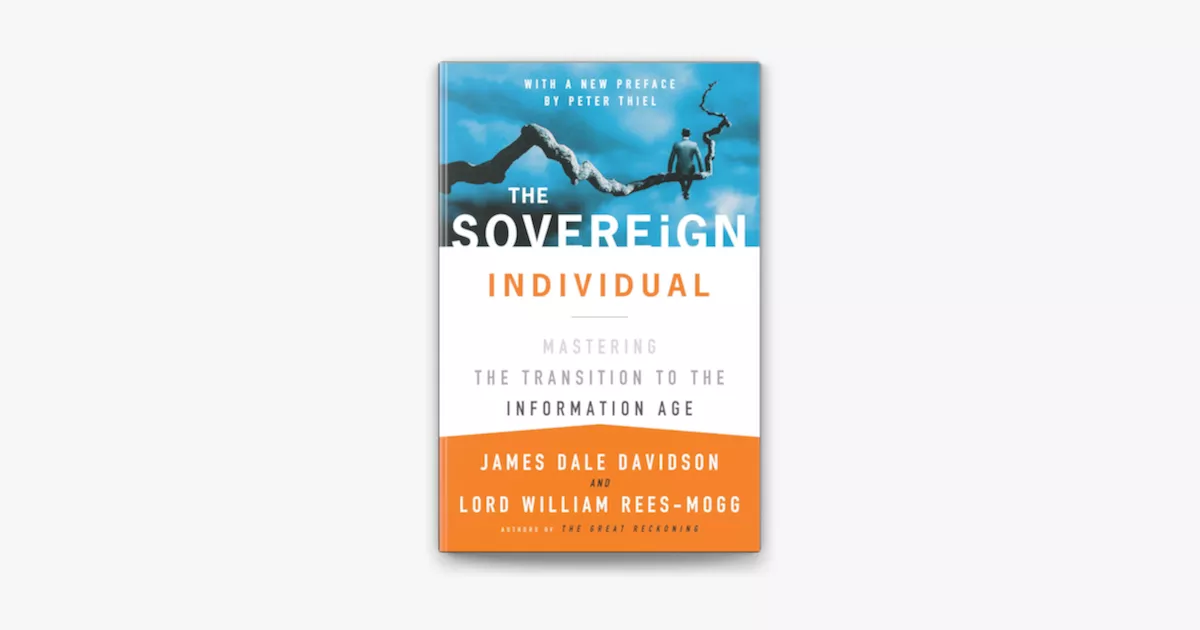 WITH A NEW PREFACE
BY PETER THIEL
THE
SOVEREiGN
INDIVIDUAL
MASTERING
THE TRANSITION TO THE
INFORMATION AGE
JAMES DALE DAVIDSON
AND
LORD WILLIAM REES-MOGG
AUTHORS OF THE GREAT RECKONING